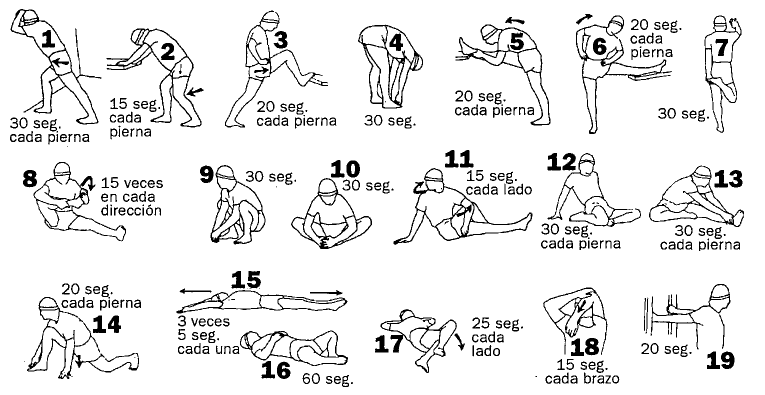 1
30 seg.
cada pierna
2
15 seg.
cada
pierna
3
20 seg.
cada pierna
4
30 seg.
5
20 seg.
cada pierna
6
20 seg.
cada
pierna
7
30 seg.
8
15 veces
en cada
dirección
9
30 seg.
10
30 seg.
11
15 seg.
cada lado
12
30 seg.
cada pierna
13
30 seg.
cada pierna
14
20 seg.
cada pierna
15
3 veces
5 seg.
cada una
16
60 seg.
17
25 seg.
cada
lado
18
15 seg.
cada brazo
19
20 seg.